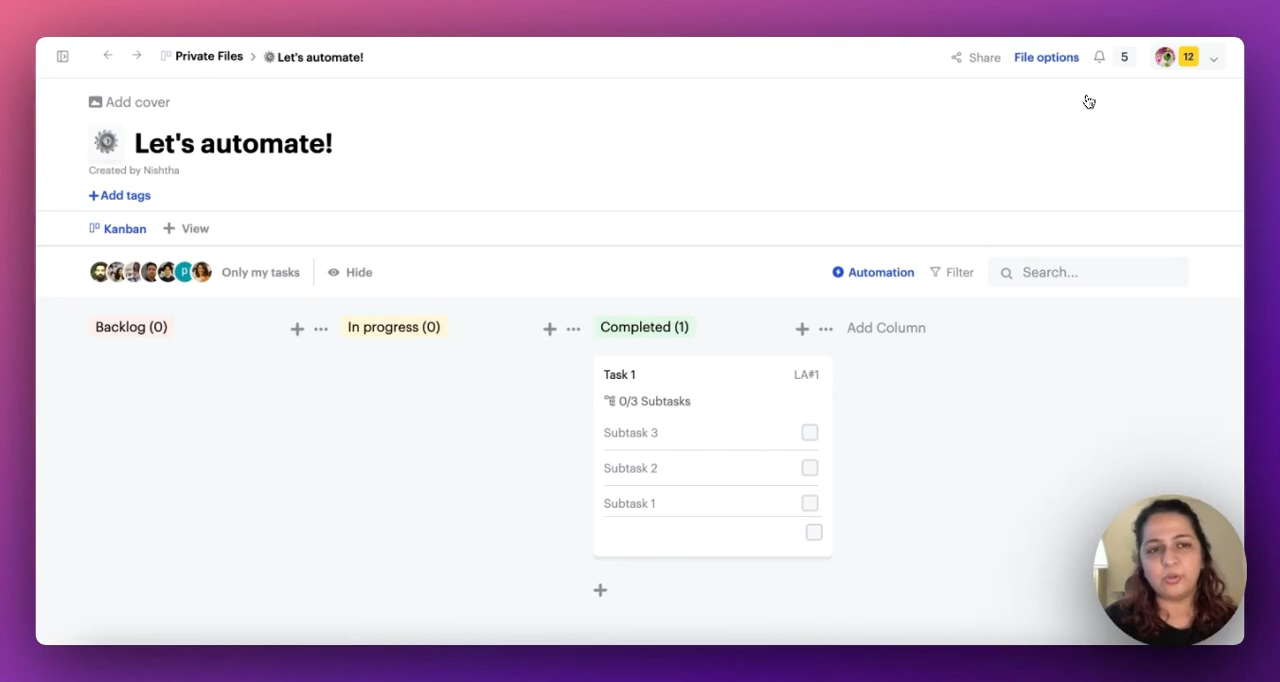 Private Files > Let's automate! Share File options 5 12
Add cover
Let's automate!
Created by Nishtha
+ Add tags
Kanban + View
P Only my tasks Hide Automation Filter Search...
Backlog (0) + ... In progress (0) + ... Completed (1) + ... Add Column
Task 1 LA#1
0/3 Subtasks
Subtask 3
Subtask 2
Subtask 1
+